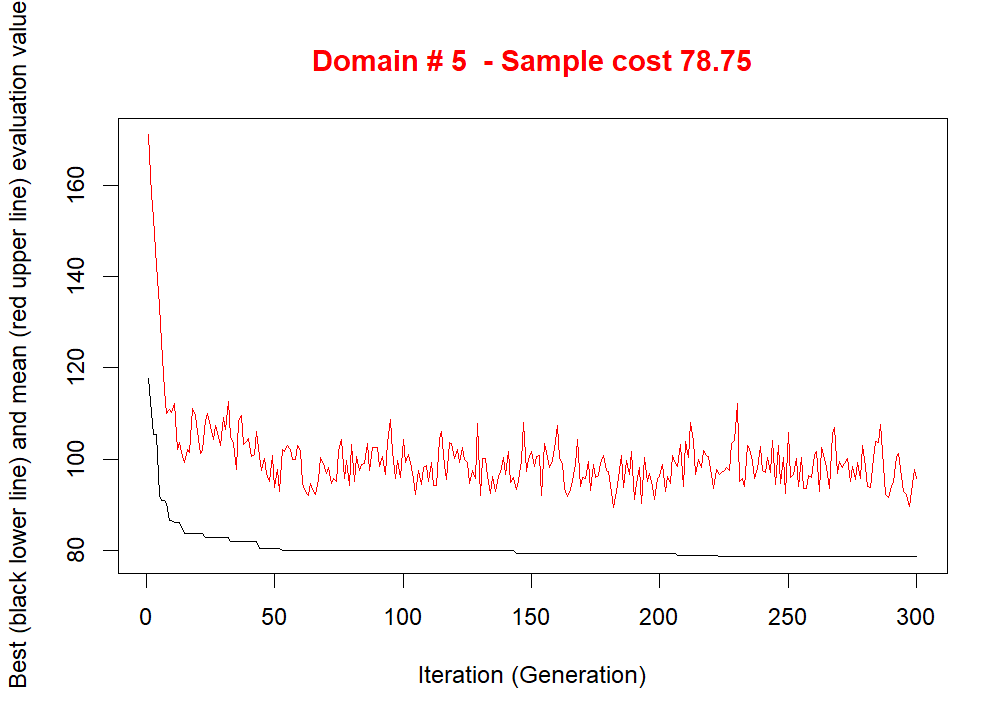 Domain # 5  - Sample cost 78.75
Best (black lower line) and mean (red upper line) evaluation value
160
140
120
100
80
0 50 100 150 200 250 300
Iteration (Generation)